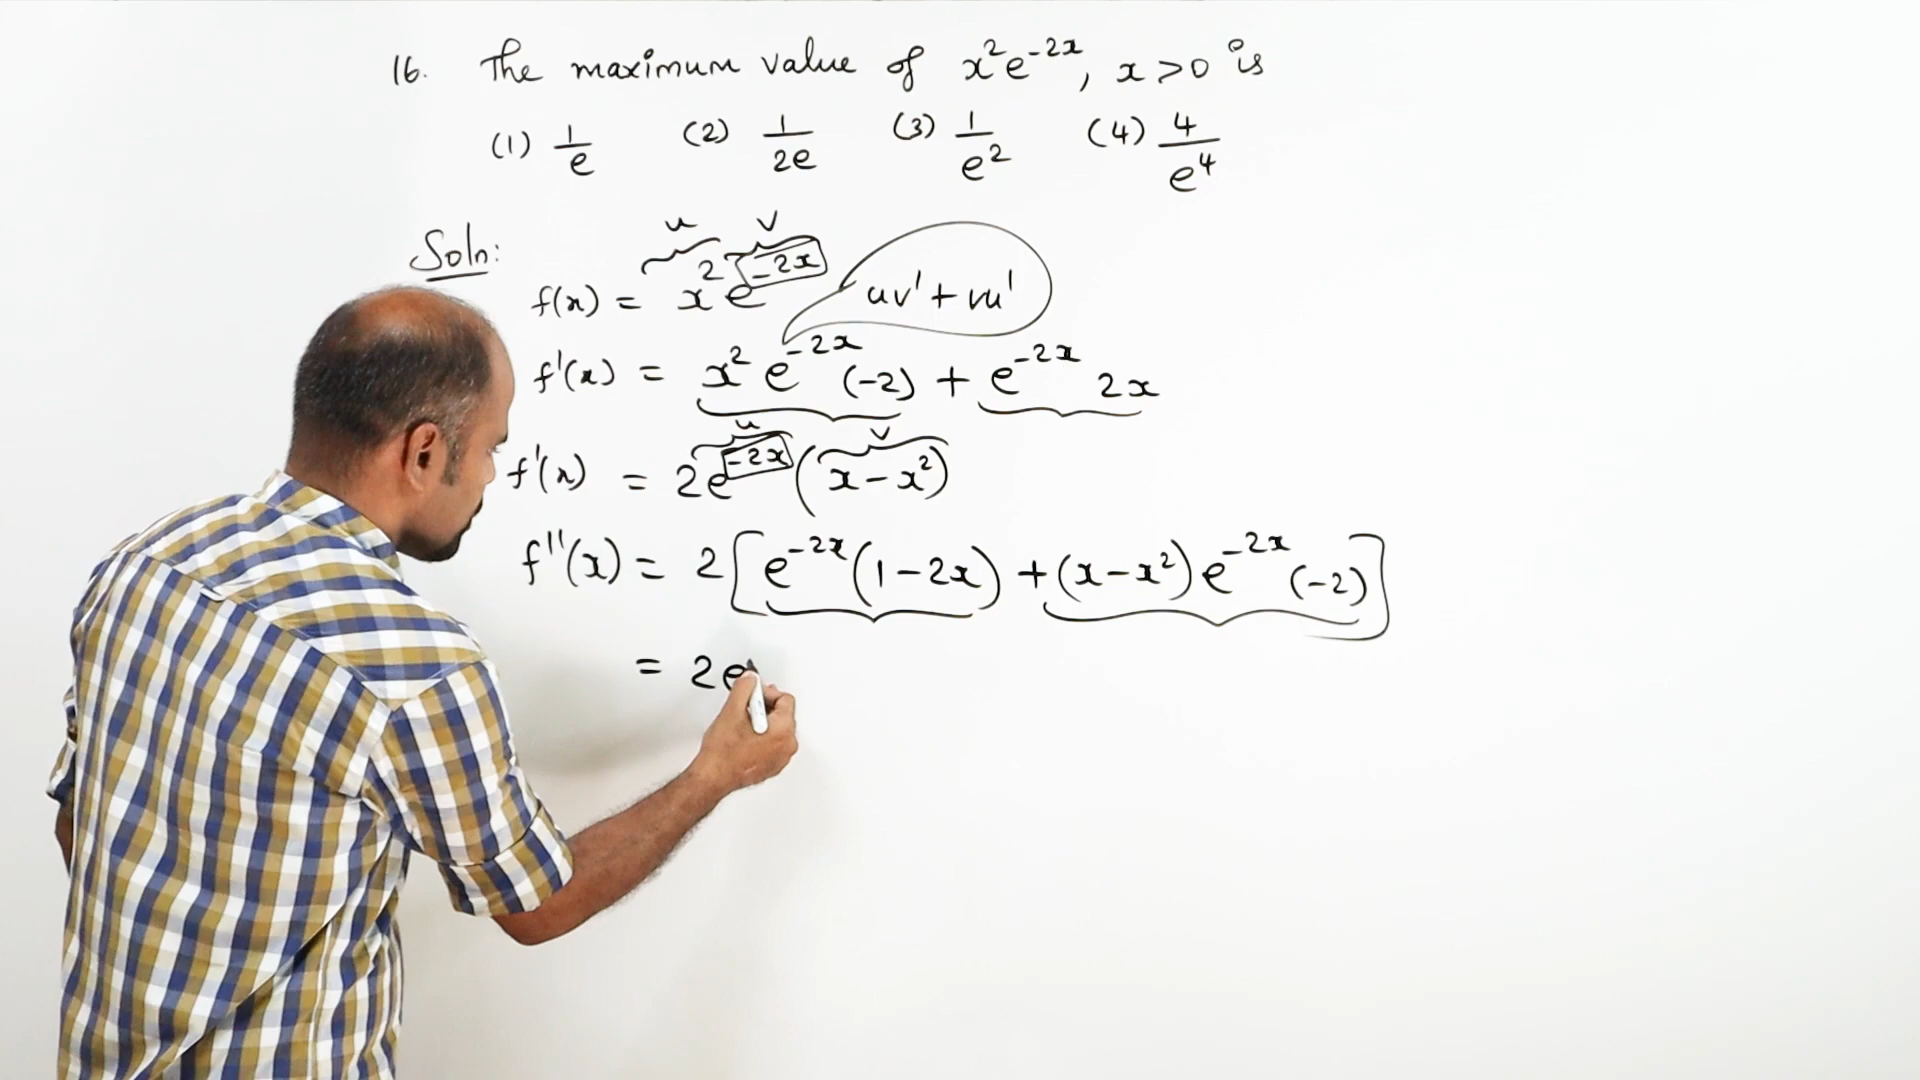 16. The maximum value of x²e⁻²ˣ, x > 0 is
(1) 1/e (2) 1/2e (3) 1/e² (4) 4/e⁴
Soln:
u v
f(x) = x²e⁻²ˣ uv' + vu'
f'(x) = x² e⁻²ˣ (-2) + e⁻²ˣ 2x
u v
f'(x) = 2e⁻²ˣ (x - x²)
f''(x) = 2[e⁻²ˣ(1 - 2x) + (x - x²) e⁻²ˣ (-2)]
= 2e